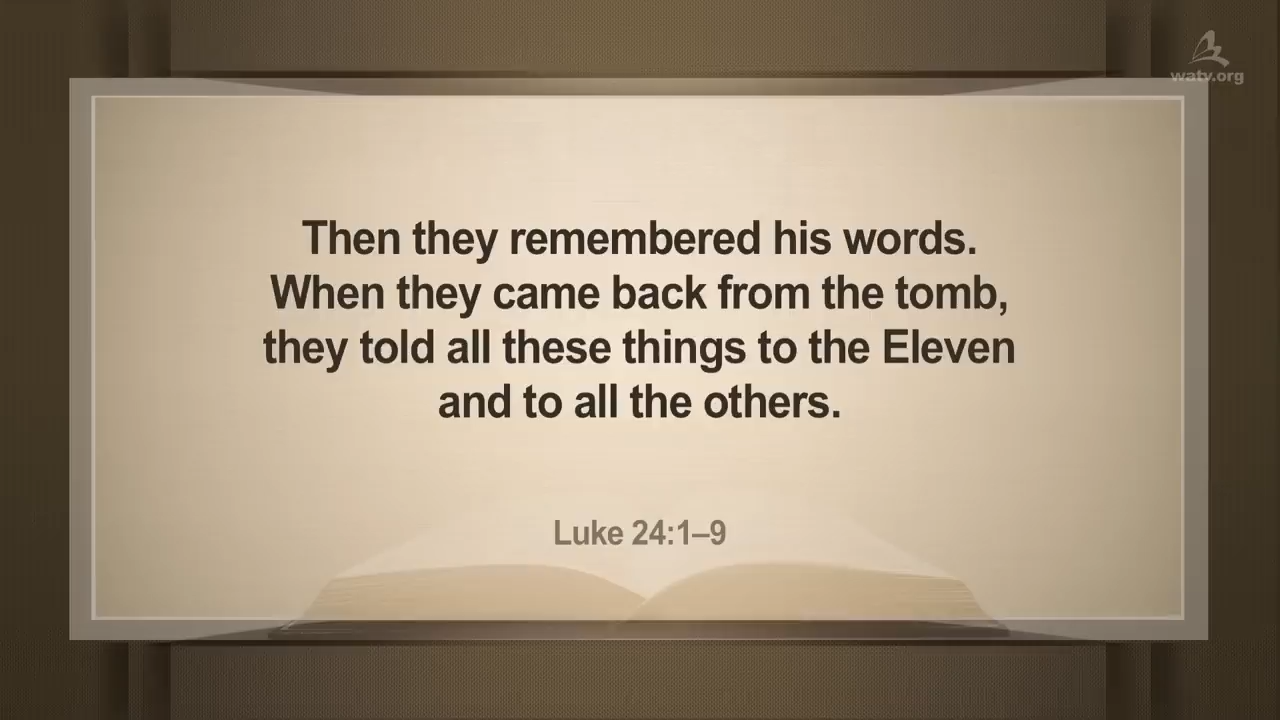 watv.org
Then they remembered his words.
When they came back from the tomb,
they told all these things to the Eleven
and to all the others.
Luke 24:1–9